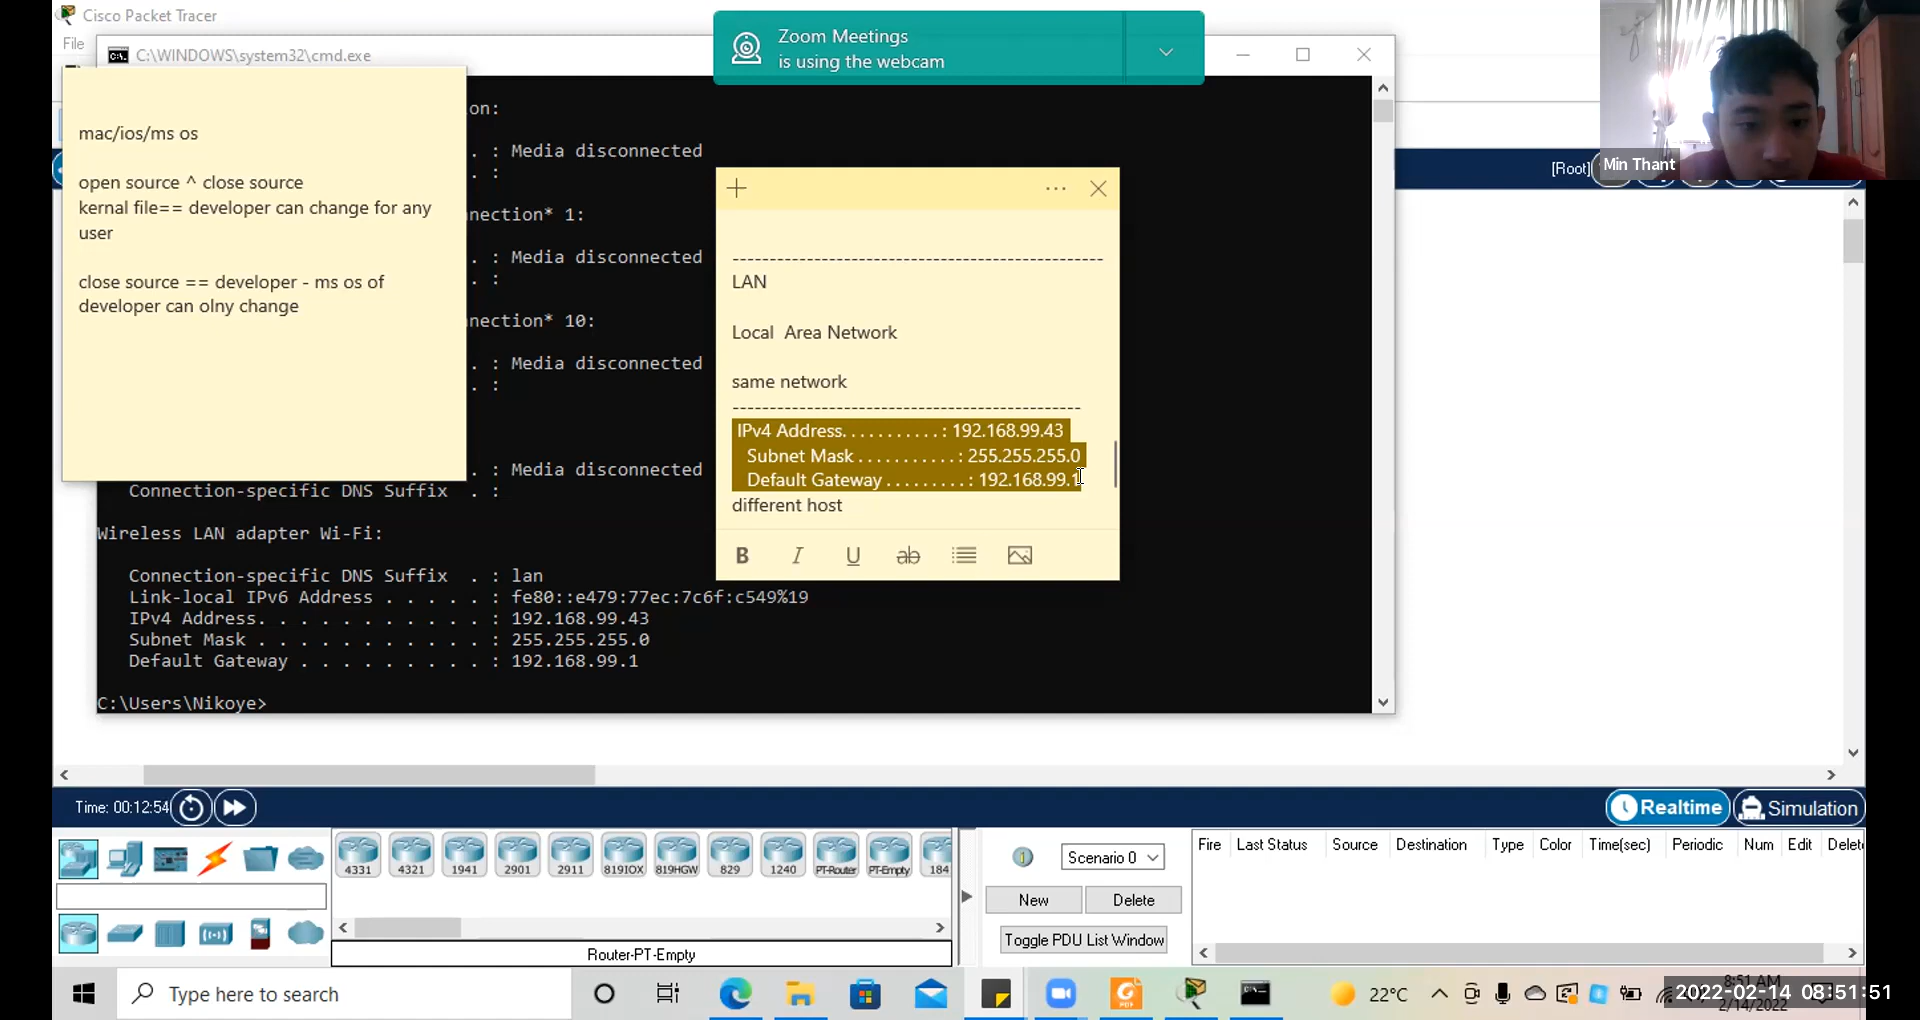 Cisco Packet Tracer
File
C:\WINDOWS\system32\cmd.exe
Zoom Meetings
is using the webcam
Min Thant
[Root]
mac/ios/ms os
open source ^ close source
kernal file== developer can change for any
user
close source == developer - ms os of
developer can olny change
on:
. : Media disconnected
. :
nection* 1:
. : Media disconnected
. :
nection* 10:
. : Media disconnected
. :
. : Media disconnected
Connection-specific DNS Suffix . :
Wireless LAN adapter Wi-Fi:
Connection-specific DNS Suffix . : lan
Link-local IPv6 Address . . . . . : fe80::e479:77ec:7c6f:c549%19
IPv4 Address. . . . . . . . . . . : 192.168.99.43
Subnet Mask . . . . . . . . . . . : 255.255.255.0
Default Gateway . . . . . . . . . : 192.168.99.1
C:\Users\Nikoye>
-----------------------------------------------------
LAN
Local  Area Network
same network
--------------------------------------------------
IPv4 Address. . . . . . . . . . . : 192.168.99.43
Subnet Mask . . . . . . . . . . . : 255.255.255.0
Default Gateway . . . . . . . . . : 192.168.99.1
different host
B I U ab
Time: 00:12:54
Realtime
Simulation
4331 4321 1941 2901 2911 819IOX 819HGW 829 1240 PT-Router PT-Empty 184
Router-PT-Empty
Scenario 0
New
Delete
Toggle PDU List Window
Fire Last Status Source Destination Type Color Time(sec) Periodic Num Edit Delete
Type here to search
22°C
8:51 AM
2/14/2022
2022-02-14 08:51:51